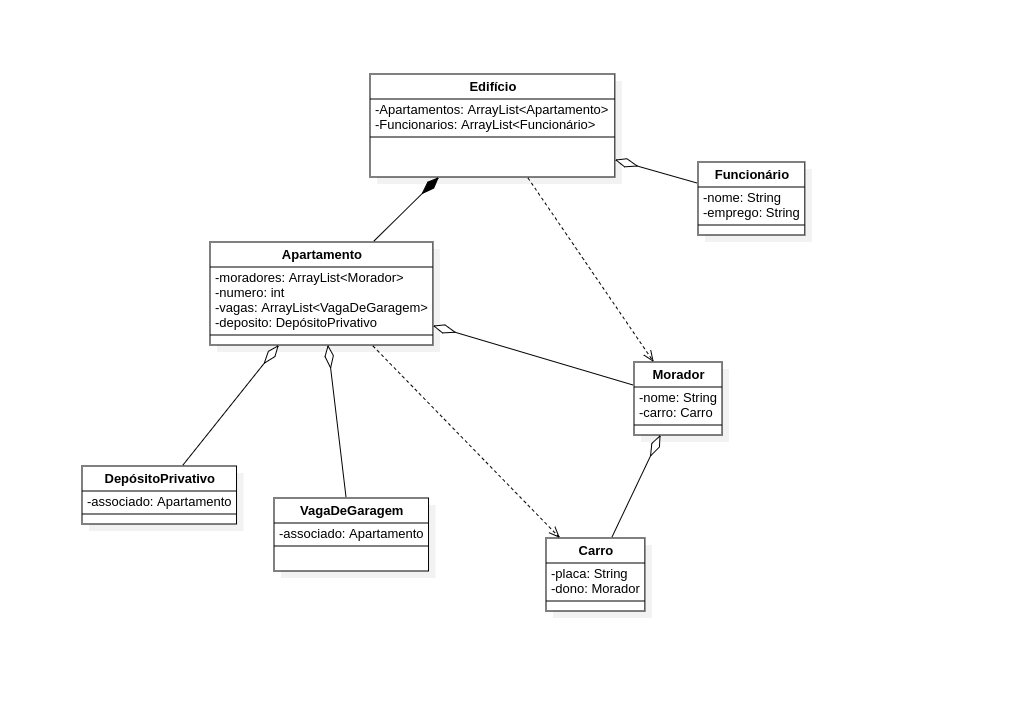 Edifício
-Apartamentos: ArrayList<Apartamento>
-Funcionarios: ArrayList<Funcionário>
Funcionário
-nome: String
-emprego: String
Apartamento
-moradores: ArrayList<Morador>
-numero: int
-vagas: ArrayList<VagaDeGaragem>
-deposito: DepósitoPrivativo
Morador
-nome: String
-carro: Carro
DepósitoPrivativo
-associado: Apartamento
VagaDeGaragem
-associado: Apartamento
Carro
-placa: String
-dono: Morador